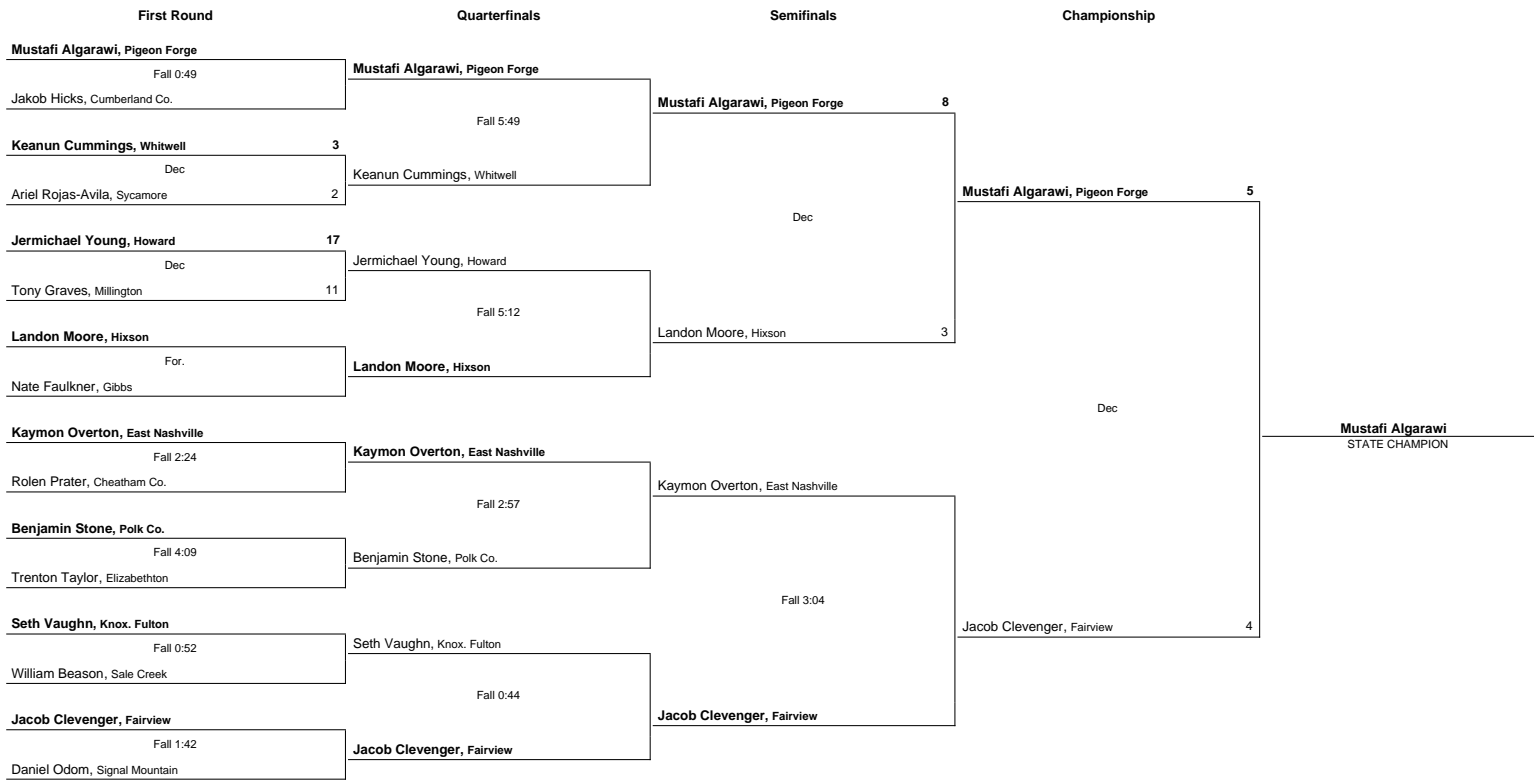 First Round Quarterfinals Semifinals Championship
Mustafi Algarawi, Pigeon Forge
Fall 0:49
Jakob Hicks, Cumberland Co.
Keanun Cummings, Whitwell 3
Dec
Ariel Rojas-Avila, Sycamore 2
Jermichael Young, Howard 17
Dec
Tony Graves, Millington 11
Landon Moore, Hixson
For.
Nate Faulkner, Gibbs
Kaymon Overton, East Nashville
Fall 2:24
Rolen Prater, Cheatham Co.
Benjamin Stone, Polk Co.
Fall 4:09
Trenton Taylor, Elizabethton
Seth Vaughn, Knox. Fulton
Fall 0:52
William Beason, Sale Creek
Jacob Clevenger, Fairview
Fall 1:42
Daniel Odom, Signal Mountain
Mustafi Algarawi, Pigeon Forge
Fall 5:49
Keanun Cummings, Whitwell
Jermichael Young, Howard
Fall 5:12
Landon Moore, Hixson
Kaymon Overton, East Nashville
Fall 2:57
Benjamin Stone, Polk Co.
Seth Vaughn, Knox. Fulton
Fall 0:44
Jacob Clevenger, Fairview
Mustafi Algarawi, Pigeon Forge 8
Dec
Landon Moore, Hixson 3
Kaymon Overton, East Nashville
Fall 3:04
Jacob Clevenger, Fairview
Mustafi Algarawi, Pigeon Forge 5
Dec
Jacob Clevenger, Fairview 4
Mustafi Algarawi
STATE CHAMPION